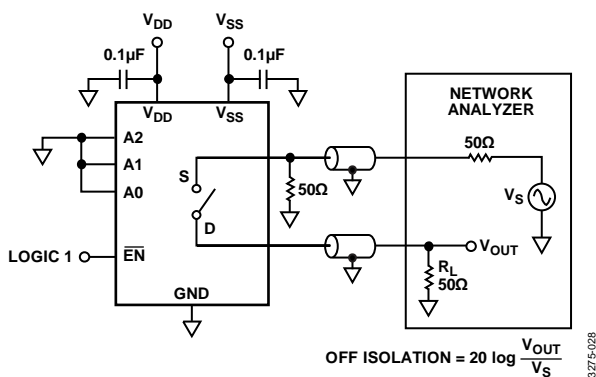 VDD
VSS
0.1µF
0.1µF
VDD
VSS
NETWORK
ANALYZER
A2
A1
A0
S
D
50Ω
50Ω
VS
LOGIC 1
EN
GND
VOUT
RL
50Ω
OFF ISOLATION = 20 log VOUT
VS
3275-028